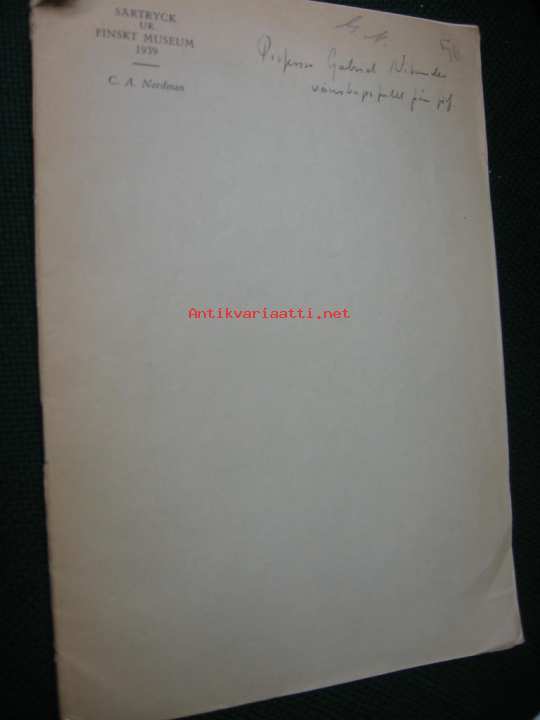 SÄRTRYCK
UR
FINSKT MUSEUM
1939
C. A. Nordman
G. N.
Professor Gabriel Nikander
vänskapsfullt från förf.
Antikvariaatti.net